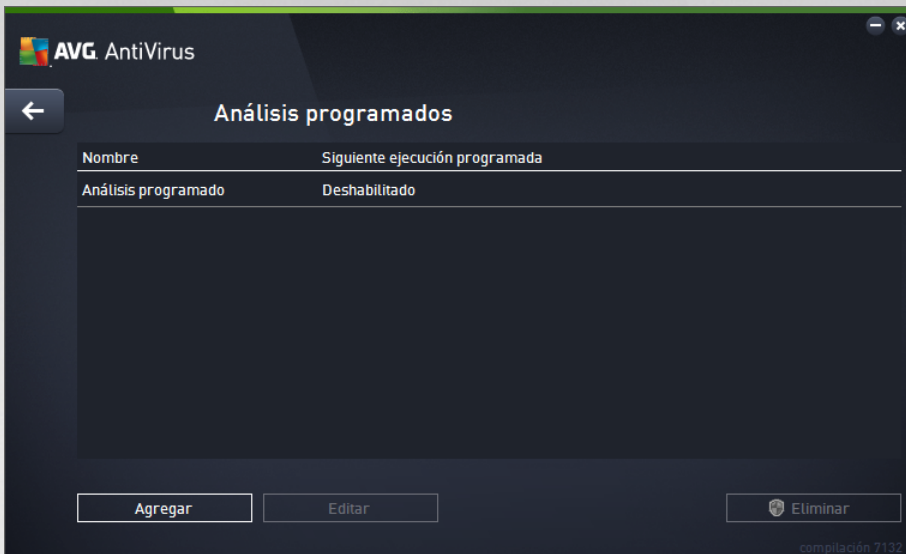 AVG. AntiVirus
Análisis programados
Nombre Siguiente ejecución programada
Análisis programado Deshabilitado
Agregar Editar Eliminar
compilación 7132